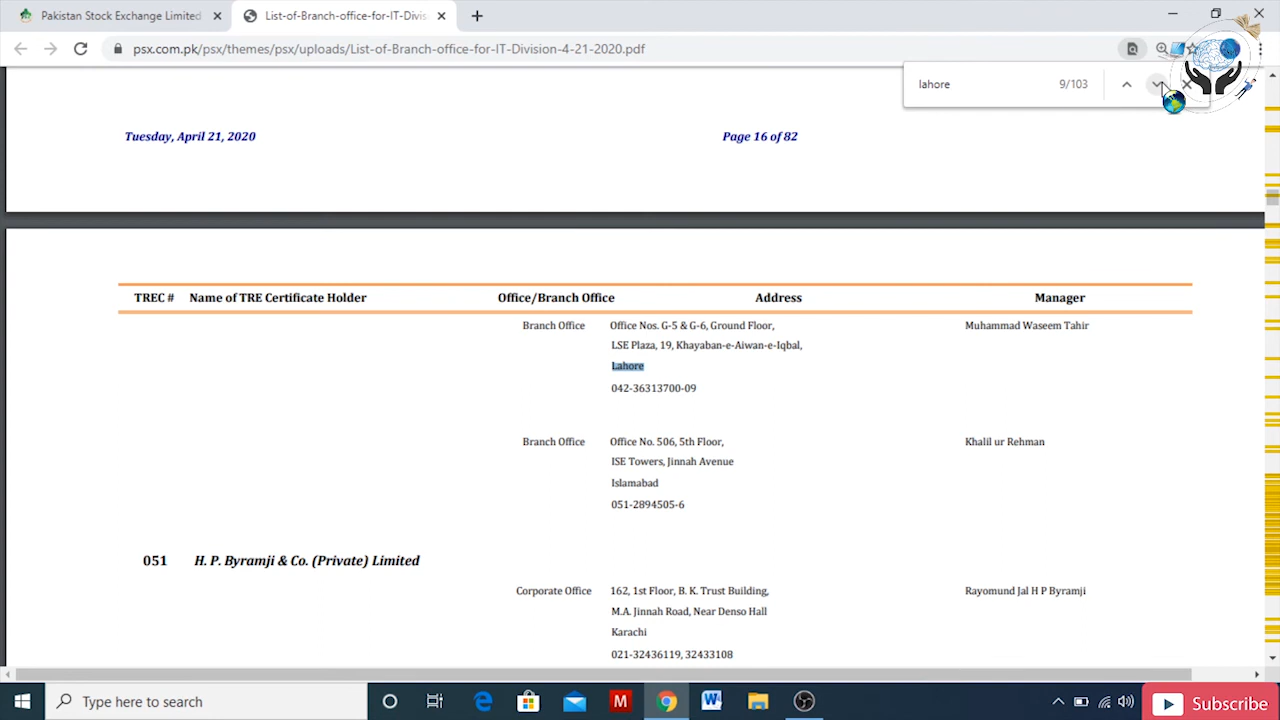 Pakistan Stock Exchange Limited
List-of-Branch-office-for-IT-Divis
psx.com.pk/psx/themes/psx/uploads/List-of-Branch-office-for-IT-Division-4-21-2020.pdf
lahore 9/103
Tuesday, April 21, 2020 Page 16 of 82
TREC # Name of TRE Certificate Holder Office/Branch Office Address Manager
Branch Office Office Nos. G-5 & G-6, Ground Floor, Muhammad Waseem Tahir
LSE Plaza, 19, Khayaban-e-Aiwan-e-Iqbal,
Lahore
042-36313700-09
Branch Office Office No. 506, 5th Floor, Khalil ur Rehman
ISE Towers, Jinnah Avenue
Islamabad
051-2894505-6
051 H. P. Byramji & Co. (Private) Limited
Corporate Office 162, 1st Floor, B. K. Trust Building, Rayomund Jal H P Byramji
M.A. Jinnah Road, Near Denso Hall
Karachi
021-32436119, 32433108
Type here to search
Subscribe